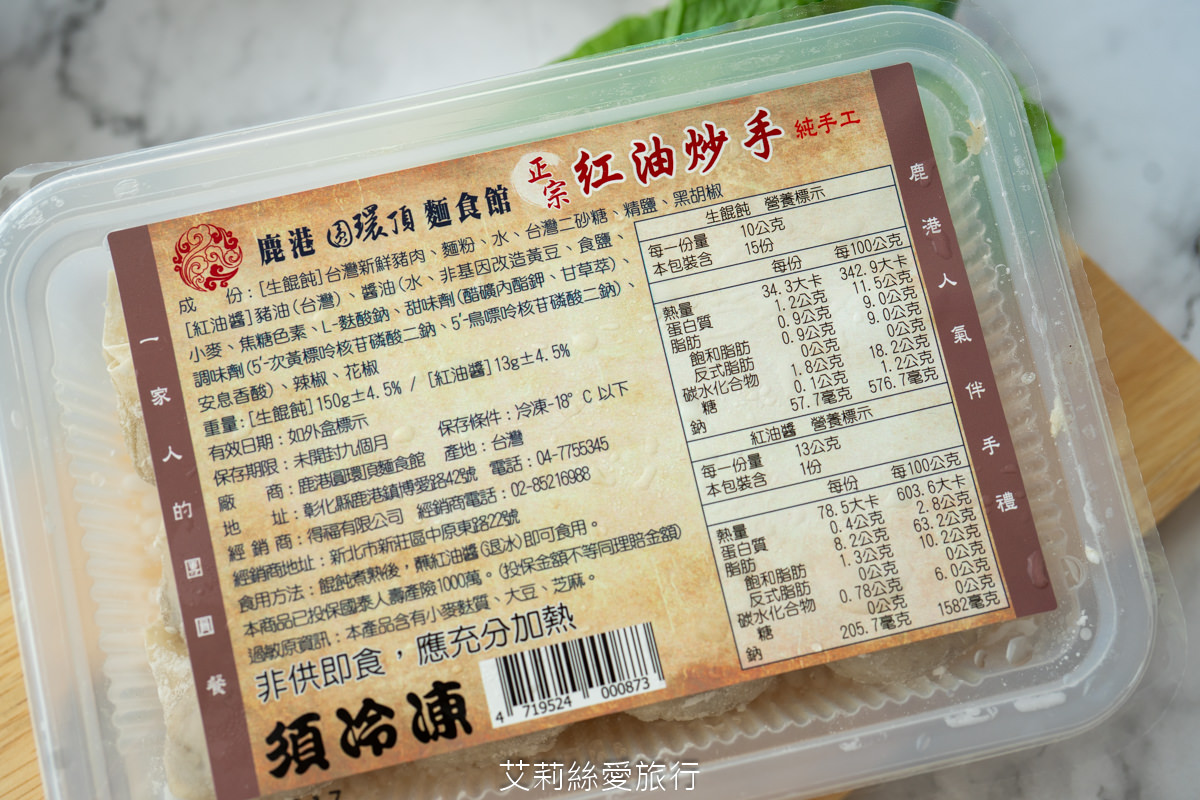 鹿港 圓環頂 麵食館 正宗 紅油炒手 純手工
成 份：[生餛飩]台灣新鮮豬肉、麵粉、水、台灣二砂糖、精鹽、黑胡椒
[紅油醬]豬油(台灣)、醬油(水、非基因改造黃豆、食鹽、
小麥、焦糖色素、L-麩酸鈉、甜味劑(醋磺內酯鉀、甘草萃)、
調味劑(5'-次黃嘌呤核苷磷酸二鈉、5'-鳥嘌呤核苷磷酸二鈉)、
安息香酸)、辣椒、花椒
重量：[生餛飩]150g±4.5% / [紅油醬]13g±4.5%
有效日期：如外盒標示 保存條件：冷凍-18°C以下
保存期限：未開封九個月 產地：台灣
廠 商：鹿港圓環頂麵食館 電話：04-7755345
地 址：彰化縣鹿港鎮博愛路42號
經 銷 商：得福有限公司 經銷商電話：02-85216988
經銷商地址：新北市新莊區中原東路22號
食用方法：餛飩煮熟後，蘸紅油醬(退冰)即可食用。
本商品已投保國泰人壽產險1000萬。(投保金額不等同理賠金額)
過敏原資訊：本產品含有小麥麩質、大豆、芝麻。
非供即食，應充分加熱
須冷凍
4 719524 000873
生餛飩 營養標示
每一份量 10公克
本包裝含 15份
每份 每100公克
熱量 34.3大卡 342.9大卡
蛋白質 1.2公克 11.5公克
脂肪 0.9公克 9.0公克
飽和脂肪 0.9公克 9.0公克
反式脂肪 0公克 0公克
碳水化合物 1.8公克 18.2公克
糖 0.1公克 1.2公克
鈉 57.7毫克 576.7毫克
紅油醬 營養標示
每一份量 13公克
本包裝含 1份
每份 每100公克
熱量 78.5大卡 603.6大卡
蛋白質 0.4公克 2.8公克
脂肪 8.2公克 63.2公克
飽和脂肪 1.3公克 10.2公克
反式脂肪 0公克 0公克
碳水化合物 0.78公克 6.0公克
糖 0公克 0公克
鈉 205.7毫克 1582毫克
一家人的團圓餐
鹿港人氣伴手禮
艾莉絲愛旅行